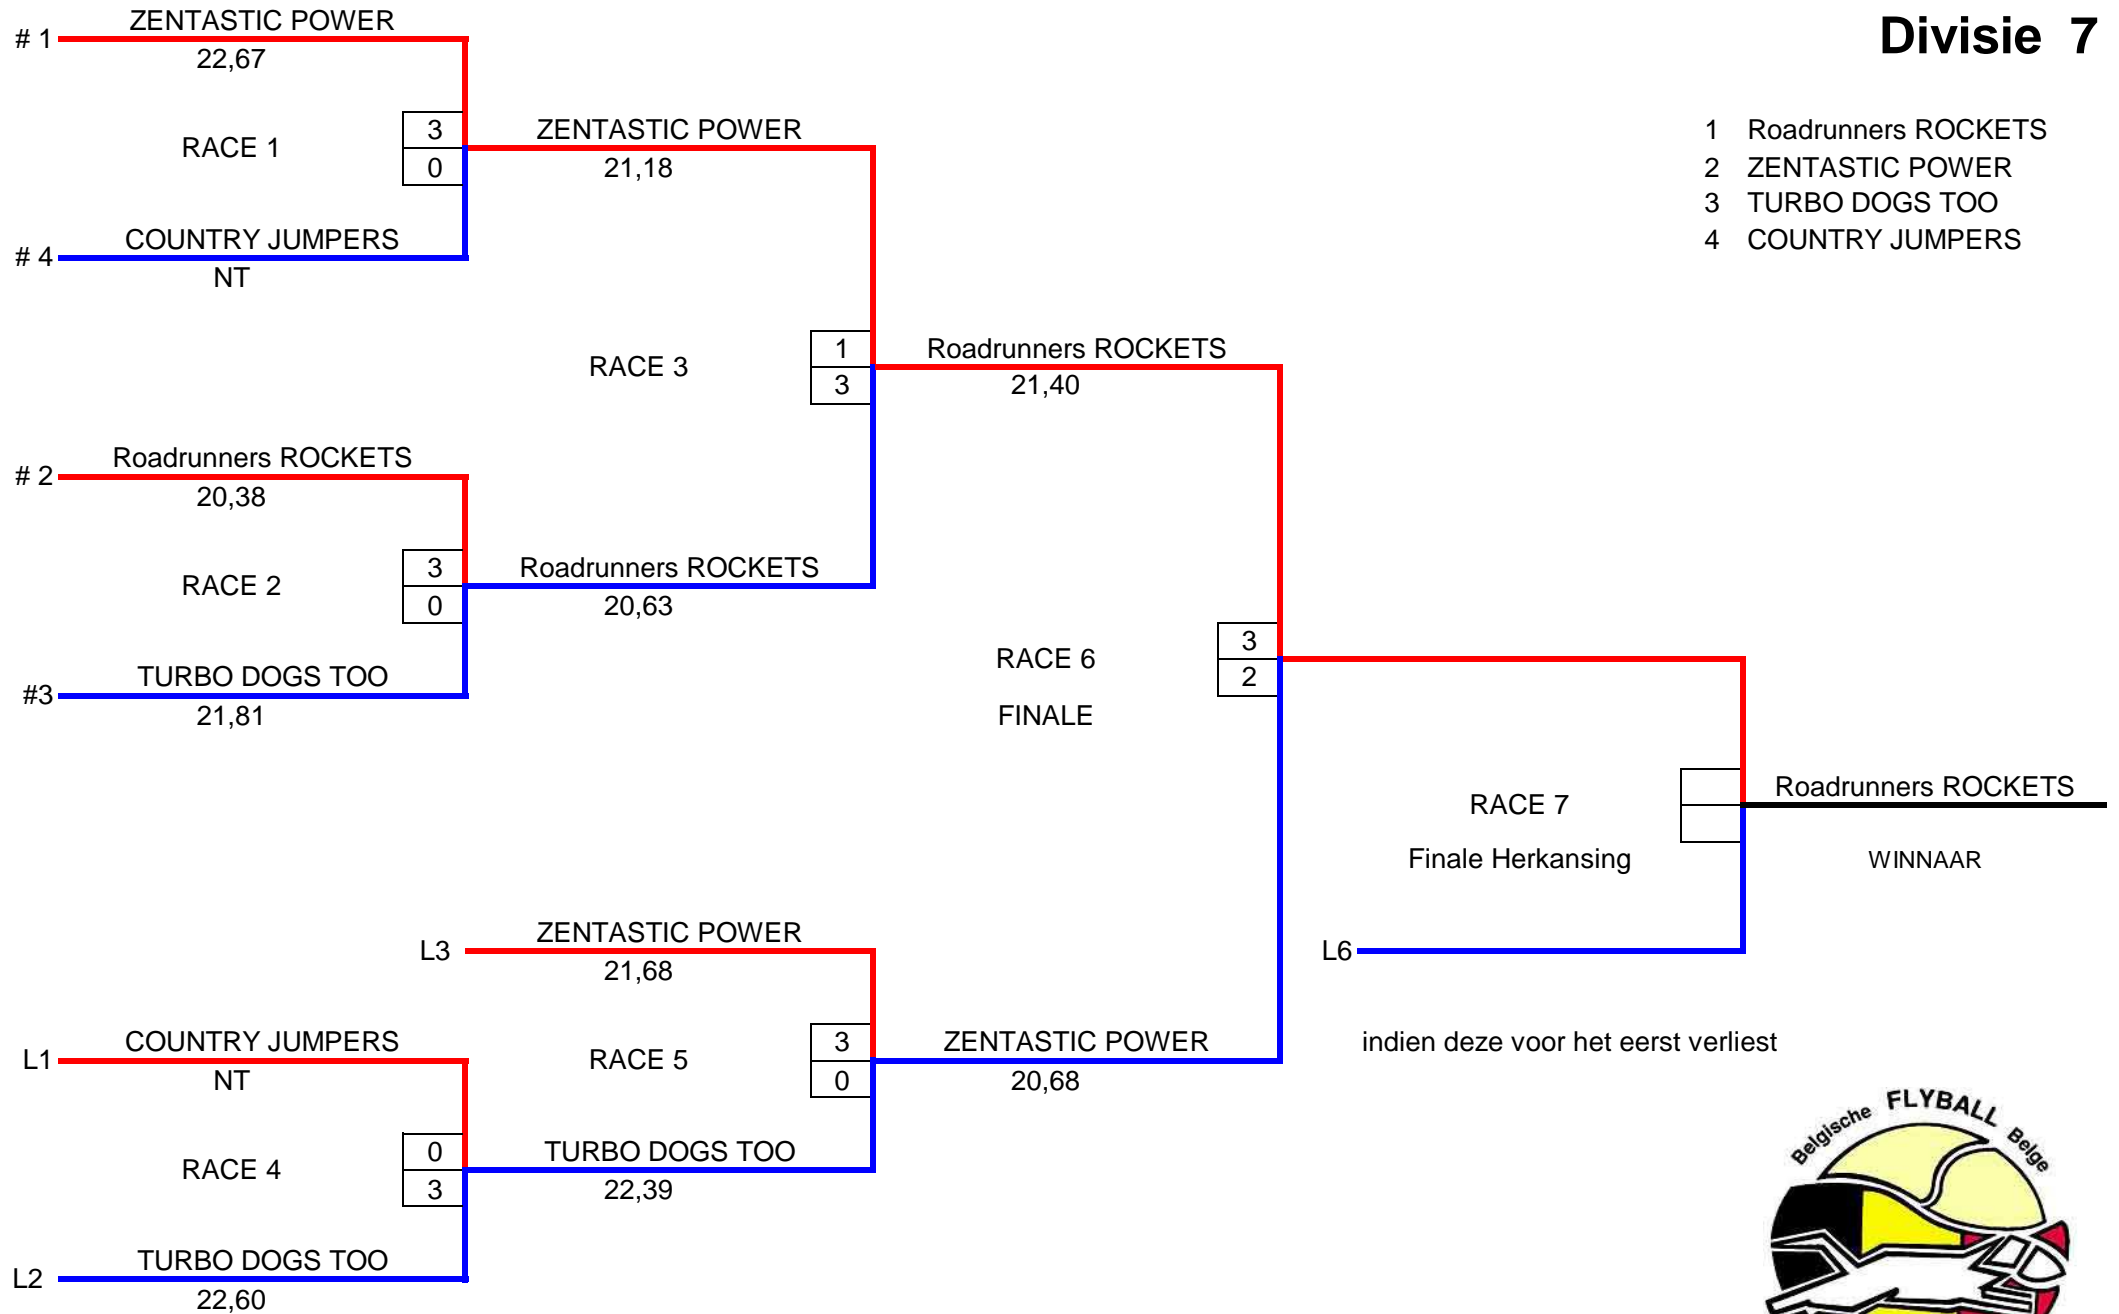 Divisie 7
# 1
ZENTASTIC POWER
22,67
RACE 1
3
0
# 4
COUNTRY JUMPERS
NT
ZENTASTIC POWER
21,18
1 Roadrunners ROCKETS
2 ZENTASTIC POWER
3 TURBO DOGS TOO
4 COUNTRY JUMPERS
RACE 3
1
3
Roadrunners ROCKETS
21,40
# 2
Roadrunners ROCKETS
20,38
RACE 2
3
0
Roadrunners ROCKETS
20,63
#3
TURBO DOGS TOO
21,81
RACE 6
FINALE
3
2
RACE 7
Finale Herkansing
Roadrunners ROCKETS
WINNAAR
L3
ZENTASTIC POWER
21,68
L6
indien deze voor het eerst verliest
L1
COUNTRY JUMPERS
NT
RACE 5
3
0
ZENTASTIC POWER
20,68
RACE 4
0
3
TURBO DOGS TOO
22,39
L2
TURBO DOGS TOO
22,60
Belgische FLYBALL Belge